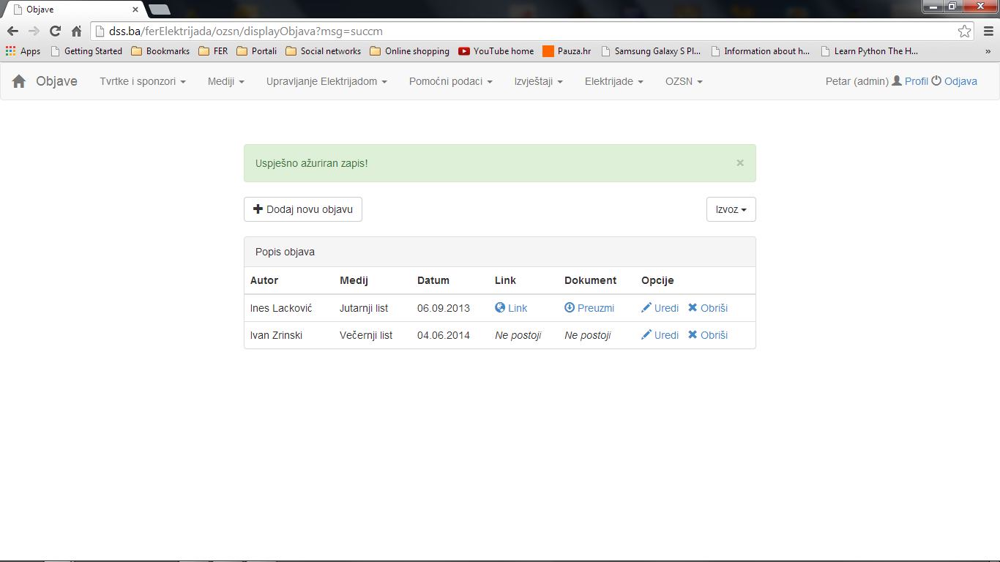 Objave
dss.ba/ferElektrijada/ozsn/displayObjava?msg=succm
Apps Getting Started Bookmarks FER Portali Social networks Online shopping YouTube home Pauza.hr Samsung Galaxy S Pl... Information about h... Learn Python The H... »
Objave Tvrtke i sponzori Mediji Upravljanje Elektrijadom Pomoćni podaci Izvještaji Elektrijade OZSN Petar (admin) Profil Odjava
Uspješno ažuriran zapis! ×
Dodaj novu objavu Izvoz
Popis objava
Autor Medij Datum Link Dokument Opcije
Ines Lacković Jutarnji list 06.09.2013 Link Preuzmi Uredi Obriši
Ivan Zrinski Večernji list 04.06.2014 Ne postoji Ne postoji Uredi Obriši